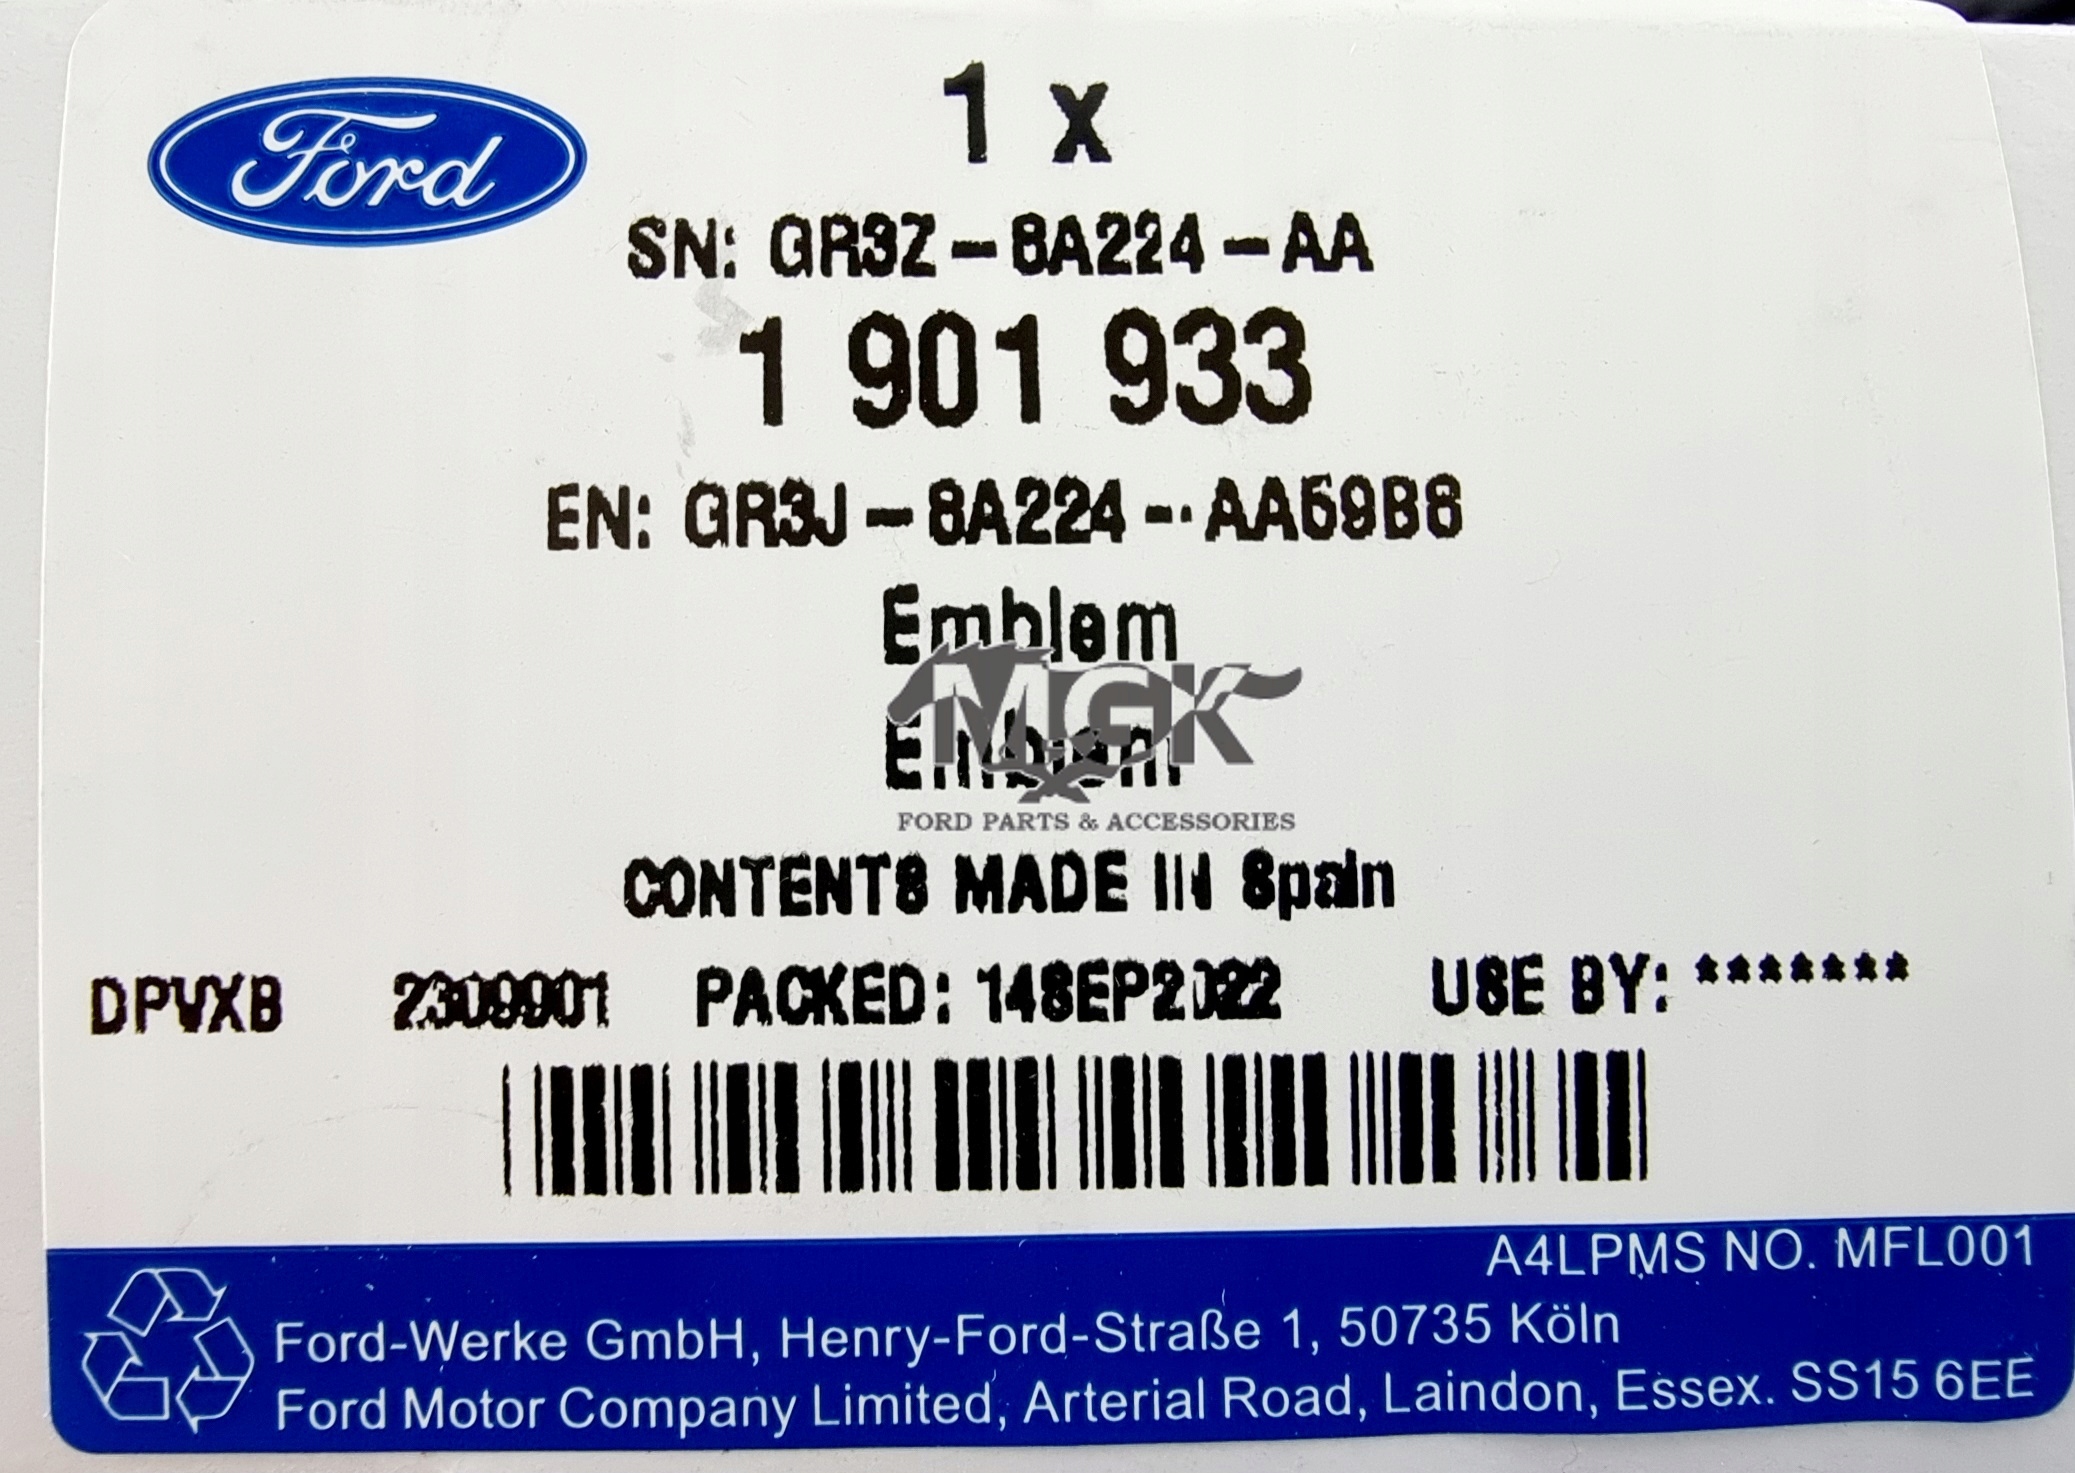 Ford
1 x
SN: GR3Z-8A224-AA
1 901 933
EN: GR3J-8A224-AA59B8
Emblem
MGK
Emblem
FORD PARTS & ACCESSORIES
CONTENTS MADE IN Spain
DPVXB 2309901 PACKED: 14SEP2022 USE BY: *******
A4LPMS NO. MFL001
Ford-Werke GmbH, Henry-Ford-Straße 1, 50735 Köln
Ford Motor Company Limited, Arterial Road, Laindon, Essex. SS15 6EE